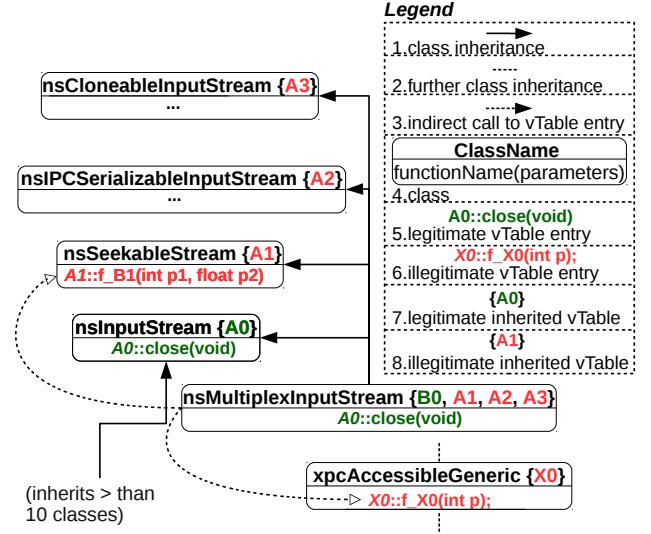 Legend
1.class inheritance
2.further class inheritance
3.indirect call to vTable entry
ClassName
functionName(parameters)
4.class
A0::close(void)
5.legitimate vTable entry
X0::f_X0(int p);
6.illegitimate vTable entry
{A0}
7.legitimate inherited vTable
{A1}
8.illegitimate inherited vTable
nsCloneableInputStream {A3}
...
nsIPCSerializableInputStream {A2}
...
nsSeekableStream {A1}
A1::f_B1(int p1, float p2)
nsInputStream {A0}
A0::close(void)
nsMultiplexInputStream {B0, A1, A2, A3}
A0::close(void)
xpcAccessibleGeneric {X0}
X0::f_X0(int p);
(inherits > than
10 classes)